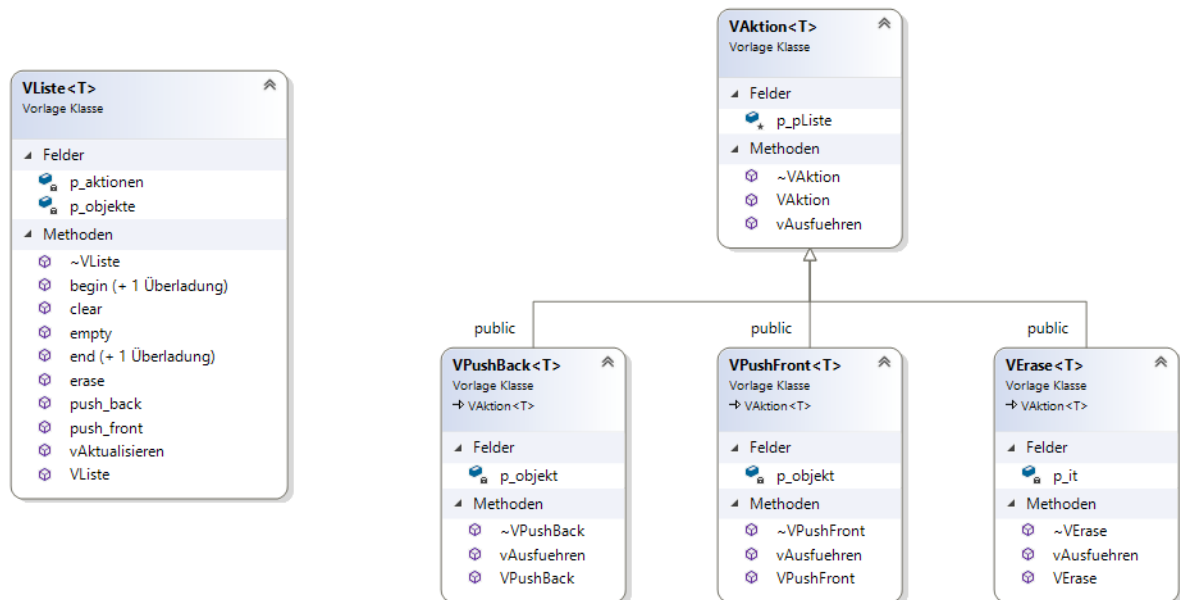 VListe<T>
Vorlage Klasse
Felder
p_aktionen
p_objekte
Methoden
~VListe
begin (+ 1 Überladung)
clear
empty
end (+ 1 Überladung)
erase
push_back
push_front
vAktualisieren
VListe
VAktion<T>
Vorlage Klasse
Felder
p_pListe
Methoden
~VAktion
VAktion
vAusfuehren
public
public
public
VPushBack<T>
Vorlage Klasse
VAktion<T>
Felder
p_objekt
Methoden
~VPushBack
vAusfuehren
VPushBack
VPushFront<T>
Vorlage Klasse
VAktion<T>
Felder
p_objekt
Methoden
~VPushFront
vAusfuehren
VPushFront
VErase<T>
Vorlage Klasse
VAktion<T>
Felder
p_it
Methoden
~VErase
vAusfuehren
VErase